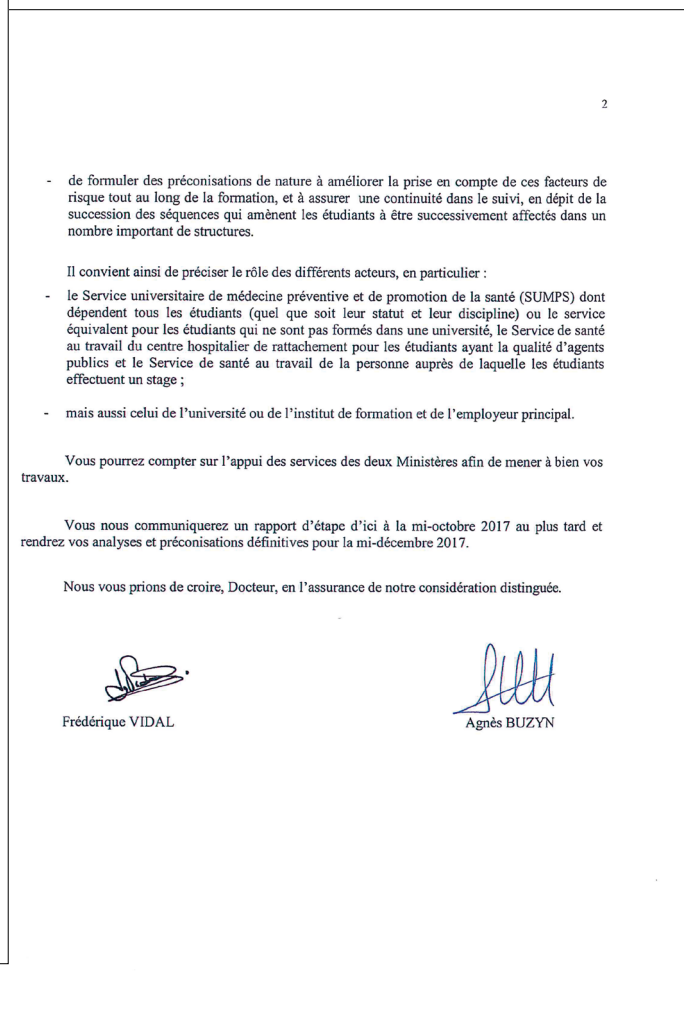 2
- de formuler des préconisations de nature à améliorer la prise en compte de ces facteurs de
risque tout au long de la formation, et à assurer une continuité dans le suivi, en dépit de la
succession des séquences qui amènent les étudiants à être successivement affectés dans un
nombre important de structures.
Il convient ainsi de préciser le rôle des différents acteurs, en particulier :
- le Service universitaire de médecine préventive et de promotion de la santé (SUMPS) dont
dépendent tous les étudiants (quel que soit leur statut et leur discipline) ou le service
équivalent pour les étudiants qui ne sont pas formés dans une université, le Service de santé
au travail du centre hospitalier de rattachement pour les étudiants ayant la qualité d'agents
publics et le Service de santé au travail de la personne auprès de laquelle les étudiants
effectuent un stage ;
- mais aussi celui de l'université ou de l'institut de formation et de l'employeur principal.
Vous pourrez compter sur l'appui des services des deux Ministères afin de mener à bien vos
travaux.
Vous nous communiquerez un rapport d'étape d'ici à la mi-octobre 2017 au plus tard et
rendrez vos analyses et préconisations définitives pour la mi-décembre 2017.
Nous vous prions de croire, Docteur, en l'assurance de notre considération distinguée.
Frédérique VIDAL
Agnès BUZYN